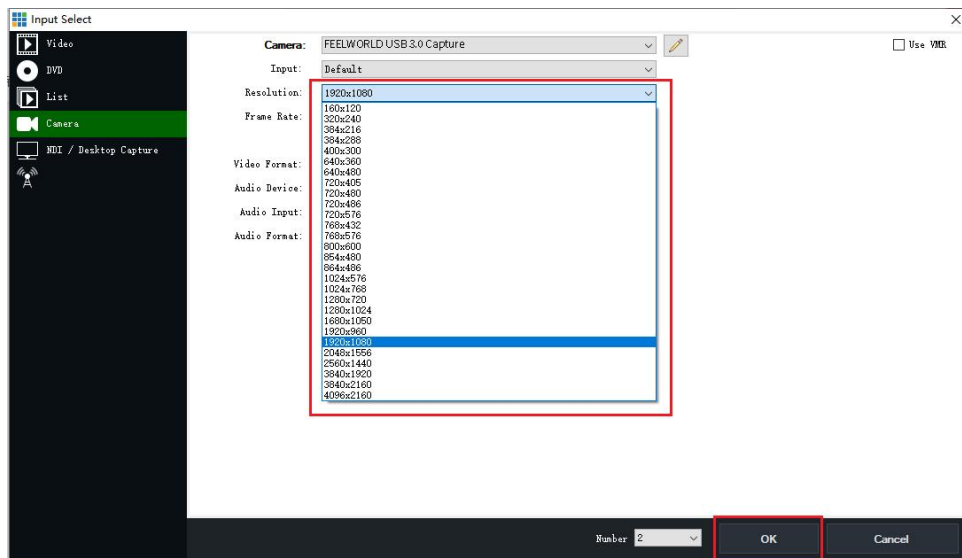 Input Select
Video
DVD
List
Camera
NDI / Desktop Capture
Camera: FEELWORLD USB3.0 Capture
Use VMR
Input: Default
Resolution: 1920x1080
Frame Rate:
Video Format:
Audio Device:
Audio Input:
Audio Format:
160x120
320x240
384x216
384x288
400x300
640x360
640x480
720x405
720x480
720x486
720x576
768x432
768x576
800x600
854x480
864x486
1024x576
1024x768
1280x720
1280x1024
1680x1050
1920x960
1920x1080
2048x1556
2560x1440
3840x1920
3840x2160
4096x2160
Number 2
OK
Cancel